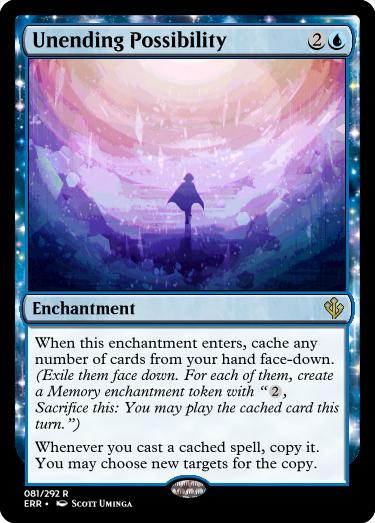 Unending Possibility 2
Enchantment
When this enchantment enters, cache any
number of cards from your hand face-down.
(Exile them face down. For each of them, create
a Memory enchantment token with “2,
Sacrifice this: You may play the cached card this
turn.”)
Whenever you cast a cached spell, copy it.
You may choose new targets for the copy.
081/292 R
ERR • Scott Uminga